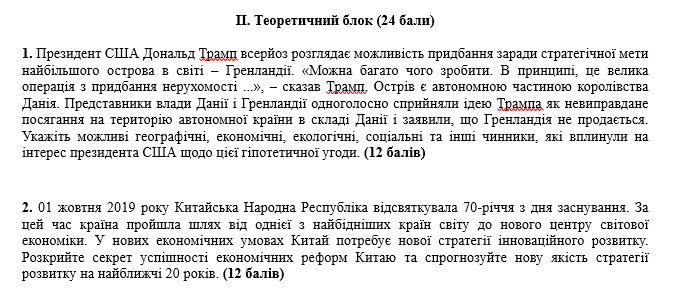 ІІ. Теоретичний блок (24 бали)
1. Президент США Дональд Трамп всерйоз розглядає можливість придбання заради стратегічної мети
найбільшого острова в світі – Гренландії. «Можна багато чого зробити. В принципі, це велика
операція з придбання нерухомості ...», – сказав Трамп. Острів є автономною частиною королівства
Данія. Представники влади Данії і Гренландії одноголосно сприйняли ідею Трампа як невиправдане
посягання на територію автономної країни в складі Данії і заявили, що Гренландія не продається.
Укажіть можливі географічні, економічні, екологічні, соціальні та інші чинники, які вплинули на
інтерес президента США щодо цієї гіпотетичної угоди. (12 балів)
2. 01 жовтня 2019 року Китайська Народна Республіка відсвяткувала 70-річчя з дня заснування. За
цей час країна пройшла шлях від однієї з найбідніших країн світу до нового центру світової
економіки. У нових економічних умовах Китай потребує нової стратегії інноваційного розвитку.
Розкрийте секрет успішності економічних реформ Китаю та спрогнозуйте нову якість стратегії
розвитку на найближчі 20 років. (12 балів)